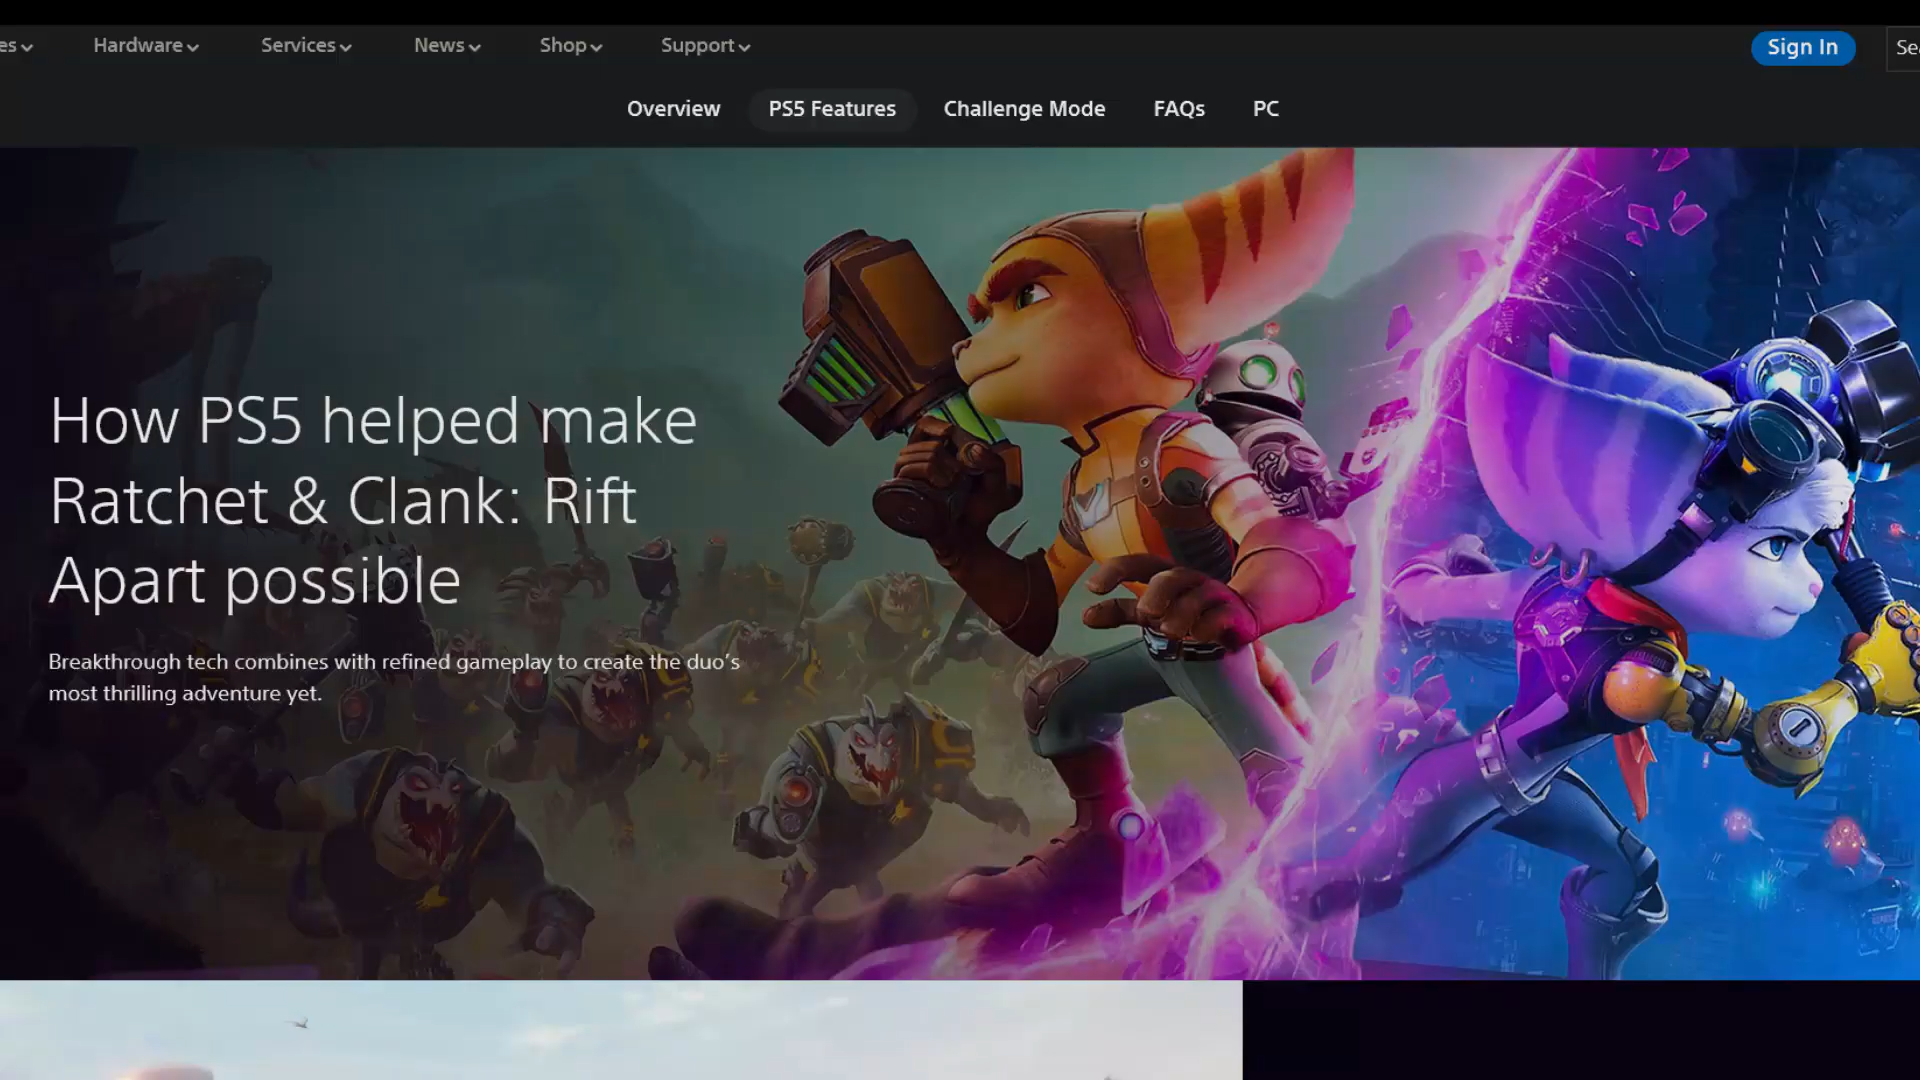 es
Hardware
Services
News
Shop
Support
Sign In
Overview
PS5 Features
Challenge Mode
FAQs
PC
How PS5 helped make
Ratchet & Clank: Rift
Apart possible
Breakthrough tech combines with refined gameplay to create the duo's
most thrilling adventure yet.